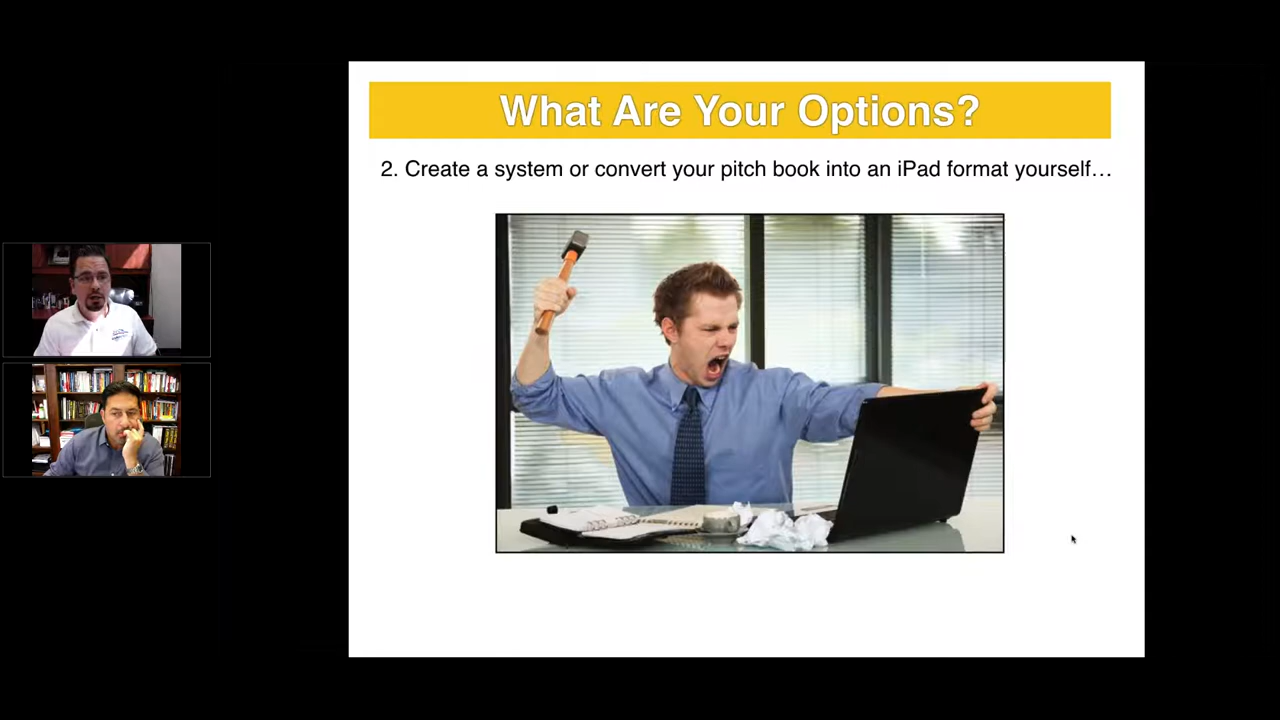 What Are Your Options?
2. Create a system or convert your pitch book into an iPad format yourself…